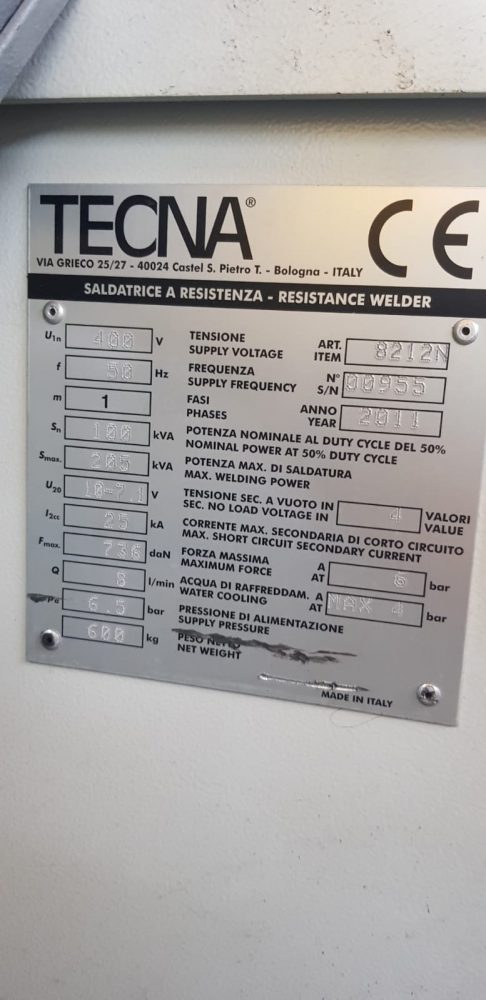 TECNA® CE
VIA GRIECO 25/27 - 40024 Castel S. Pietro T. - Bologna - ITALY
SALDATRICE A RESISTENZA - RESISTANCE WELDER
U1n 400 V TENSIONE SUPPLY VOLTAGE
ART. ITEM 8212N
f 50 Hz FREQUENZA SUPPLY FREQUENCY
N° S/N 00955
m 1 FASI PHASES
ANNO YEAR 2011
Sn 100 kVA POTENZA NOMINALE AL DUTY CYCLE DEL 50%
NOMINAL POWER AT 50% DUTY CYCLE
Smax. 205 kVA POTENZA MAX. DI SALDATURA
MAX. WELDING POWER
U20 V TENSIONE SEC. A VUOTO IN 4 VALORI
SEC. NO LOAD VOLTAGE IN VALUE
I2cc 25 kA CORRENTE MAX. SECONDARIA DI CORTO CIRCUITO
MAX. SHORT CIRCUIT SECONDARY CURRENT
Fmax. 736 daN FORZA MASSIMA A 6 bar
MAXIMUM FORCE AT
Q 8 l/min ACQUA DI RAFFREDDAM. A MAX 4 bar
WATER COOLING AT
6.5 bar PRESSIONE DI ALIMENTAZIONE
SUPPLY PRESSURE
600 kg PESO NETTO
NET WEIGHT
MADE IN ITALY